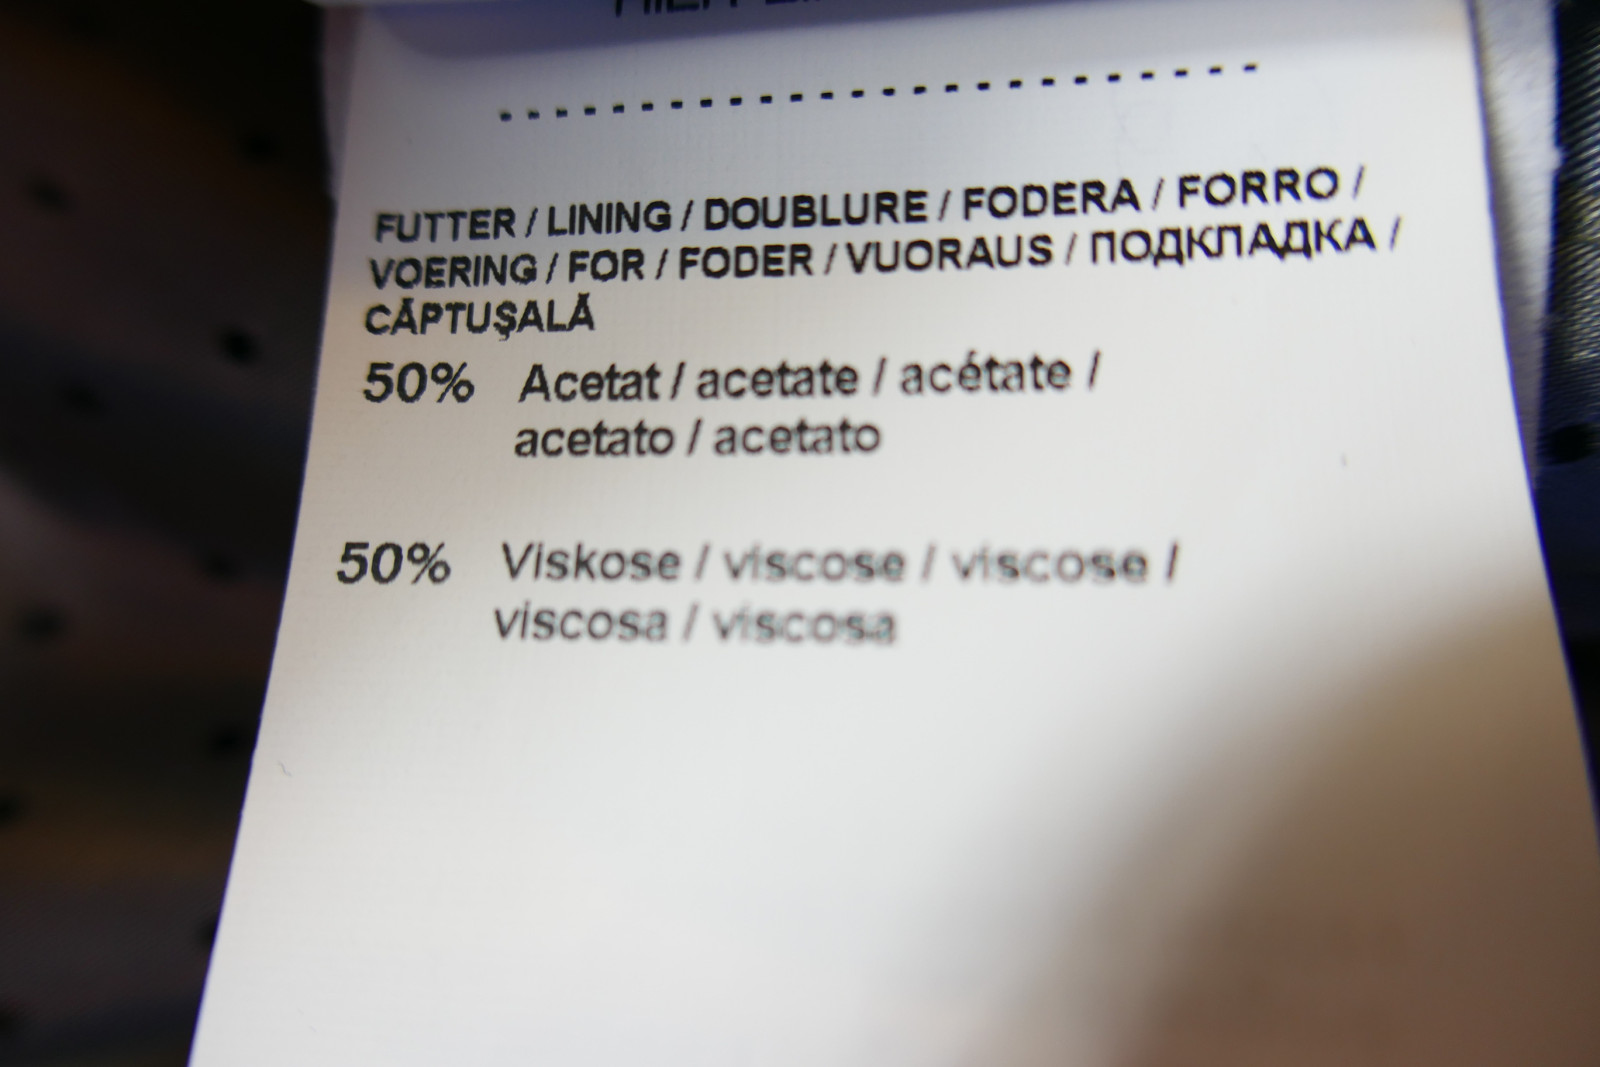 FUTTER / LINING / DOUBLURE / FODERA / FORRO /
VOERING / FOR / FODER / VUORAUS / ПОДКЛАДКА /
CĂPTUŞALĂ
50% Acetat / acetate / acétate /
acetato / acetato
50% Viskose / viscose / viscose /
viscosa / viscosa